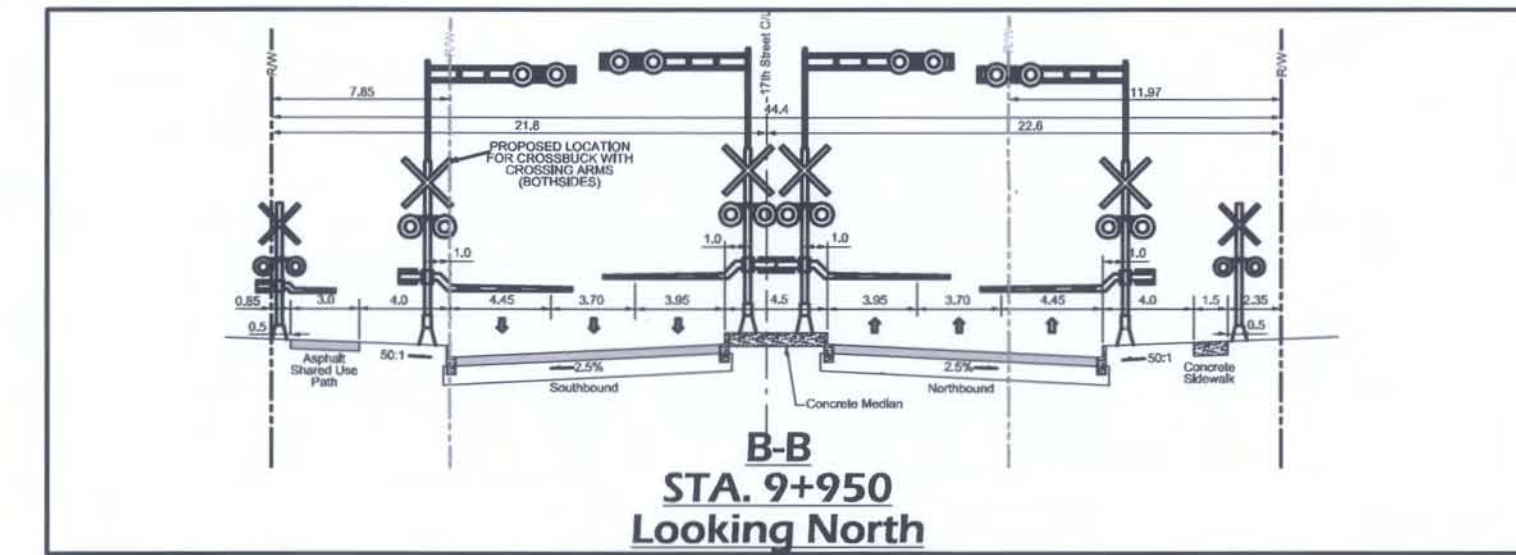 R/W
R/W
17th Street C/L
R/W
R/W
7.85
11.97
44.4
21.8
22.6
PROPOSED LOCATION
FOR CROSSBUCK WITH
CROSSING ARMS
(BOTHSIDES)
1.0
1.0
1.0
1.0
0.85
3.0
4.0
4.45
3.70
3.95
4.5
3.95
3.70
4.45
4.0
1.5
2.35
0.5
0.5
Asphalt
Shared Use
Path
50:1
2.5%
Southbound
2.5%
Northbound
50:1
Concrete
Sidewalk
Concrete Median
B-B
STA. 9+950
Looking North